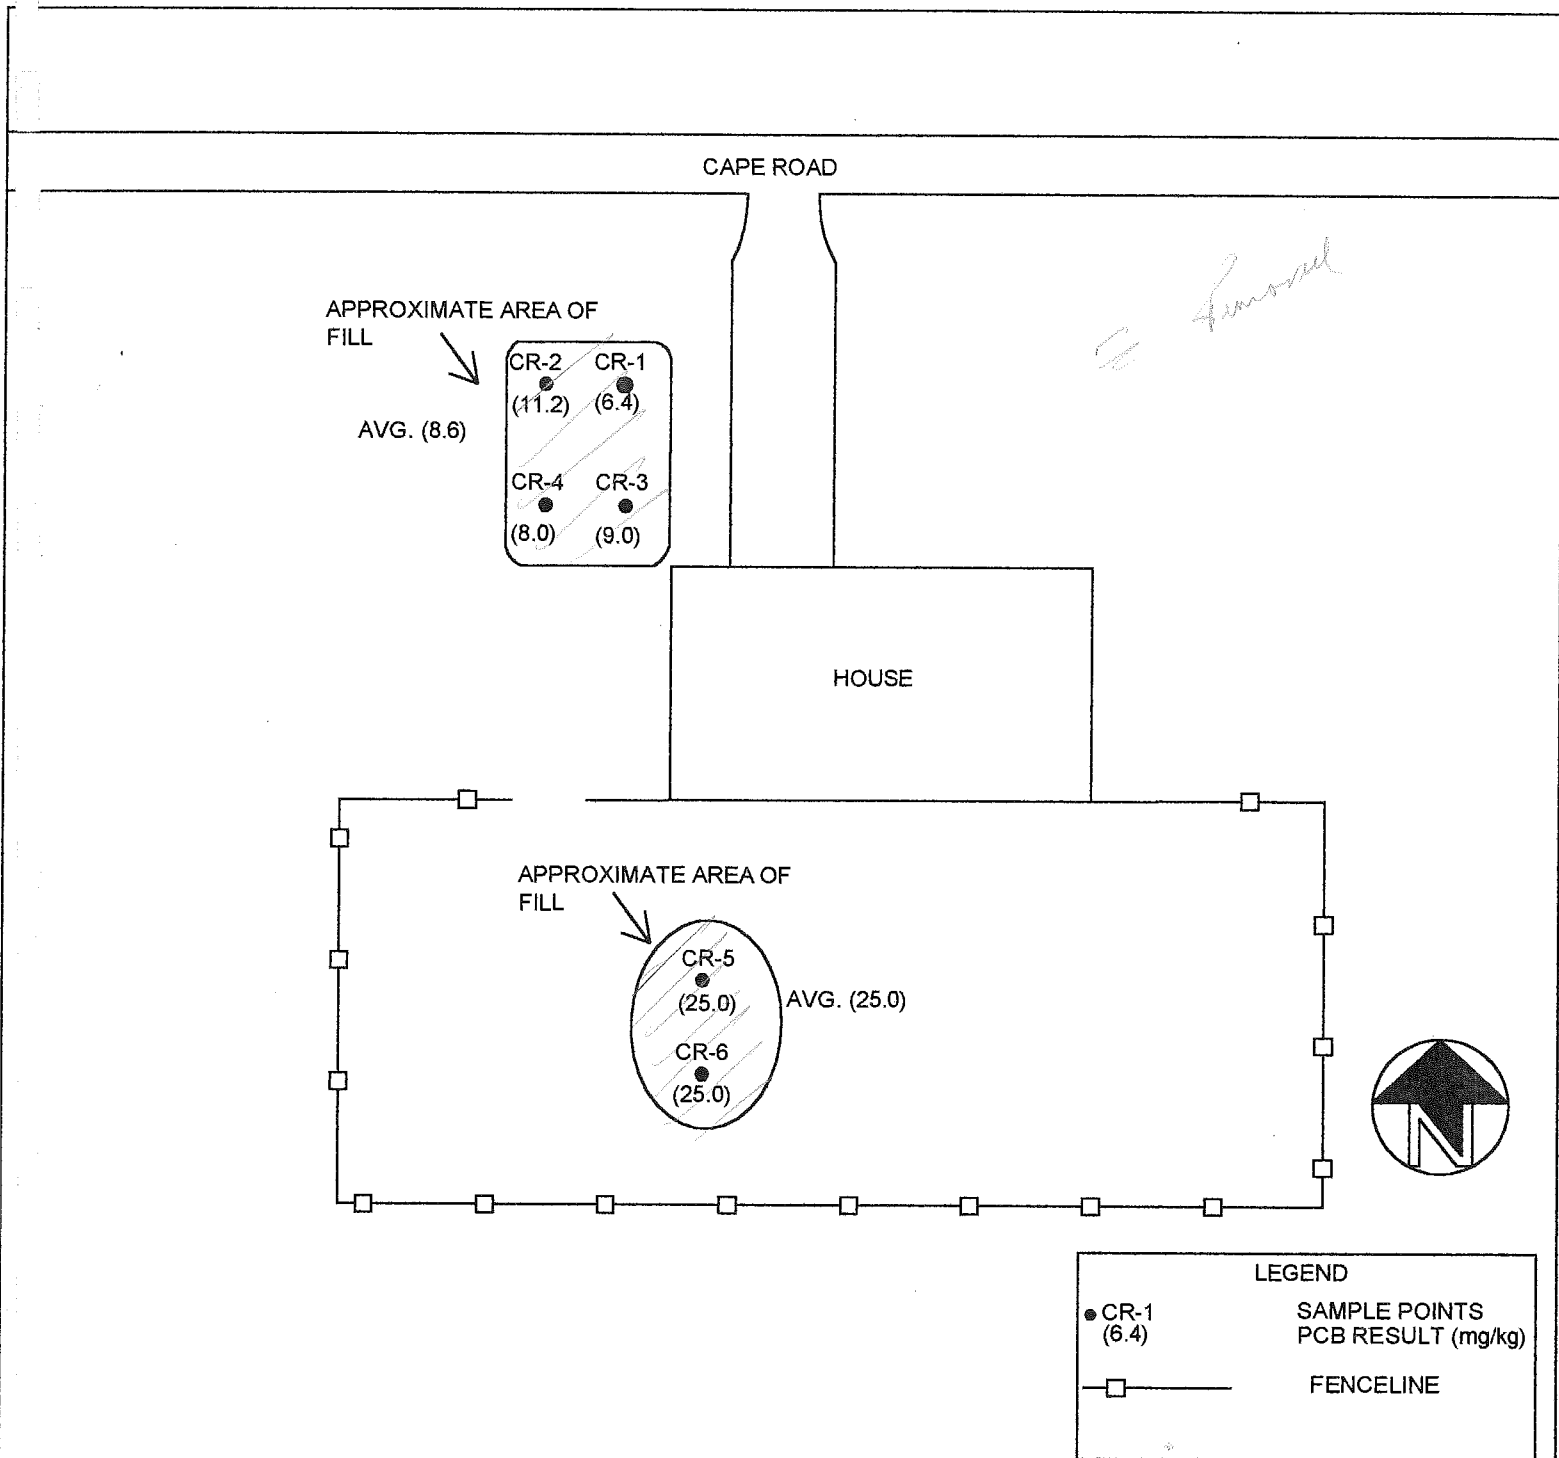 CAPE ROAD
= Removal
APPROXIMATE AREA OF
FILL
CR-2 CR-1
(11.2) (6.4)
AVG. (8.6)
CR-4 CR-3
(8.0) (9.0)
HOUSE
APPROXIMATE AREA OF
FILL
CR-5
(25.0)
AVG. (25.0)
CR-6
(25.0)
N
LEGEND
CR-1 SAMPLE POINTS
(6.4) PCB RESULT (mg/kg)
FENCELINE